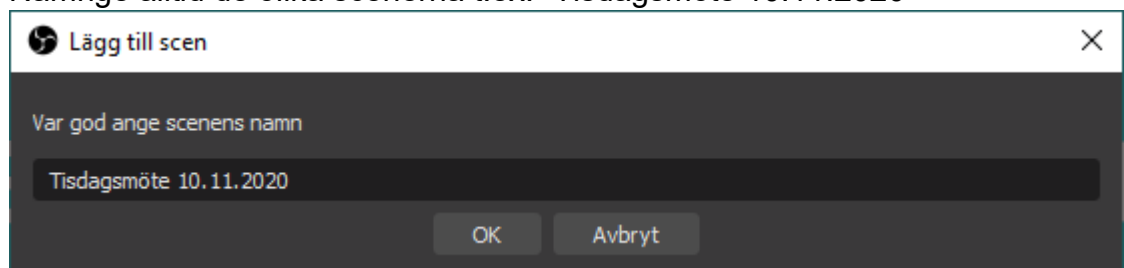 Lägg till scen
Var god ange scenens namn
Tisdagsmöte 10.11.2020
OK Avbryt